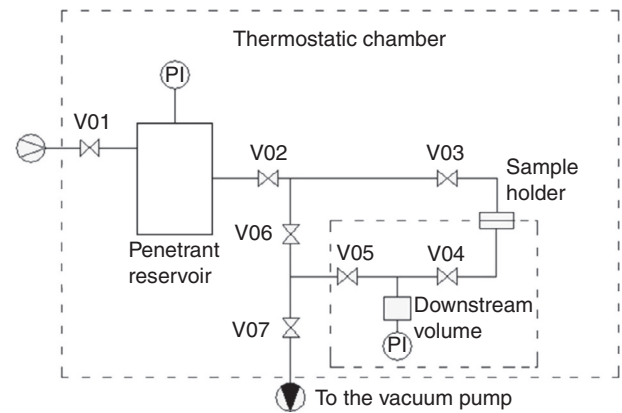 Thermostatic chamber
PI
V01
V02
V03
Sample
holder
V06
V05
V04
Penetrant
reservoir
Downstream
volume
V07
PI
To the vacuum pump